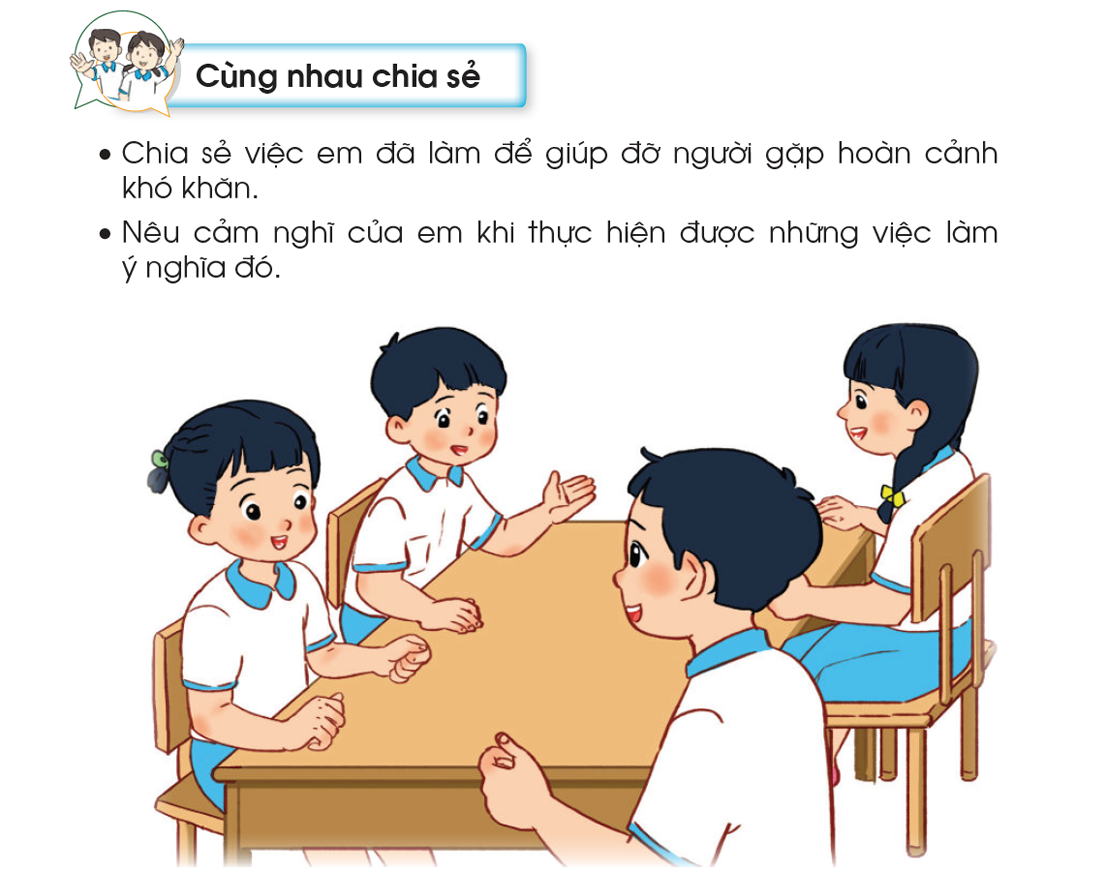 Cùng nhau chia sẻ
• Chia sẻ việc em đã làm để giúp đỡ người gặp hoàn cảnh
khó khăn.
• Nêu cảm nghĩ của em khi thực hiện được những việc làm
ý nghĩa đó.